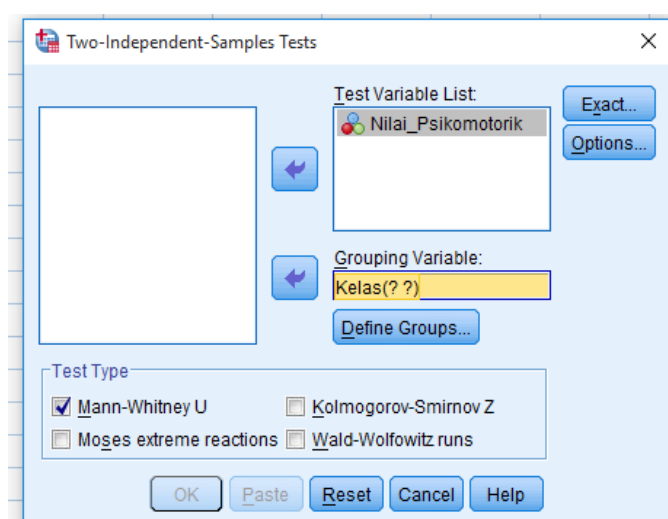 Two-Independent-Samples Tests
Test Variable List:
Nilai_Psikomotorik
Exact...
Options...
Grouping Variable:
Kelas(? ?)
Define Groups...
Test Type
Mann-Whitney U
Kolmogorov-Smirnov Z
Moses extreme reactions
Wald-Wolfowitz runs
OK
Paste
Reset
Cancel
Help